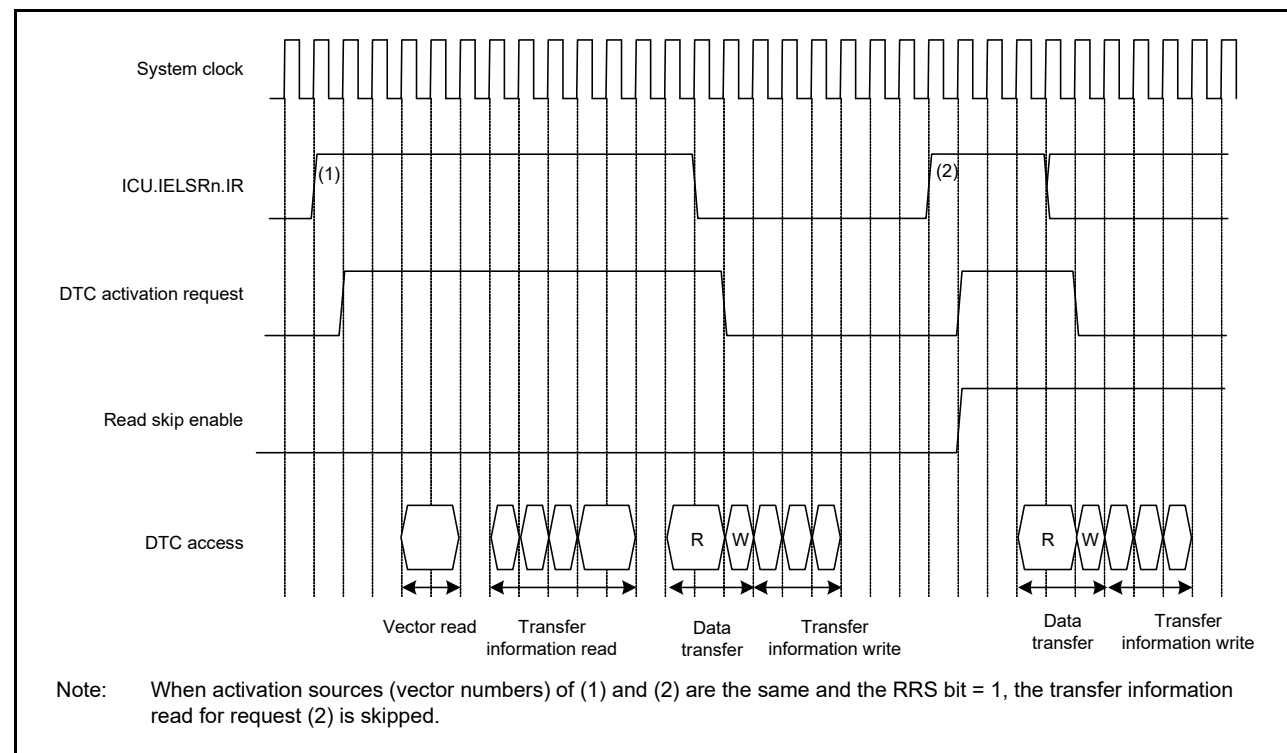 System clock
(1)
(2)
ICU.IELSRn.IR
DTC activation request
Read skip enable
DTC access
R
W
R
W
Vector read
Transfer
information read
Data
transfer
Transfer
information write
Data
transfer
Transfer
information write
Note: When activation sources (vector numbers) of (1) and (2) are the same and the RRS bit = 1, the transfer information
read for request (2) is skipped.